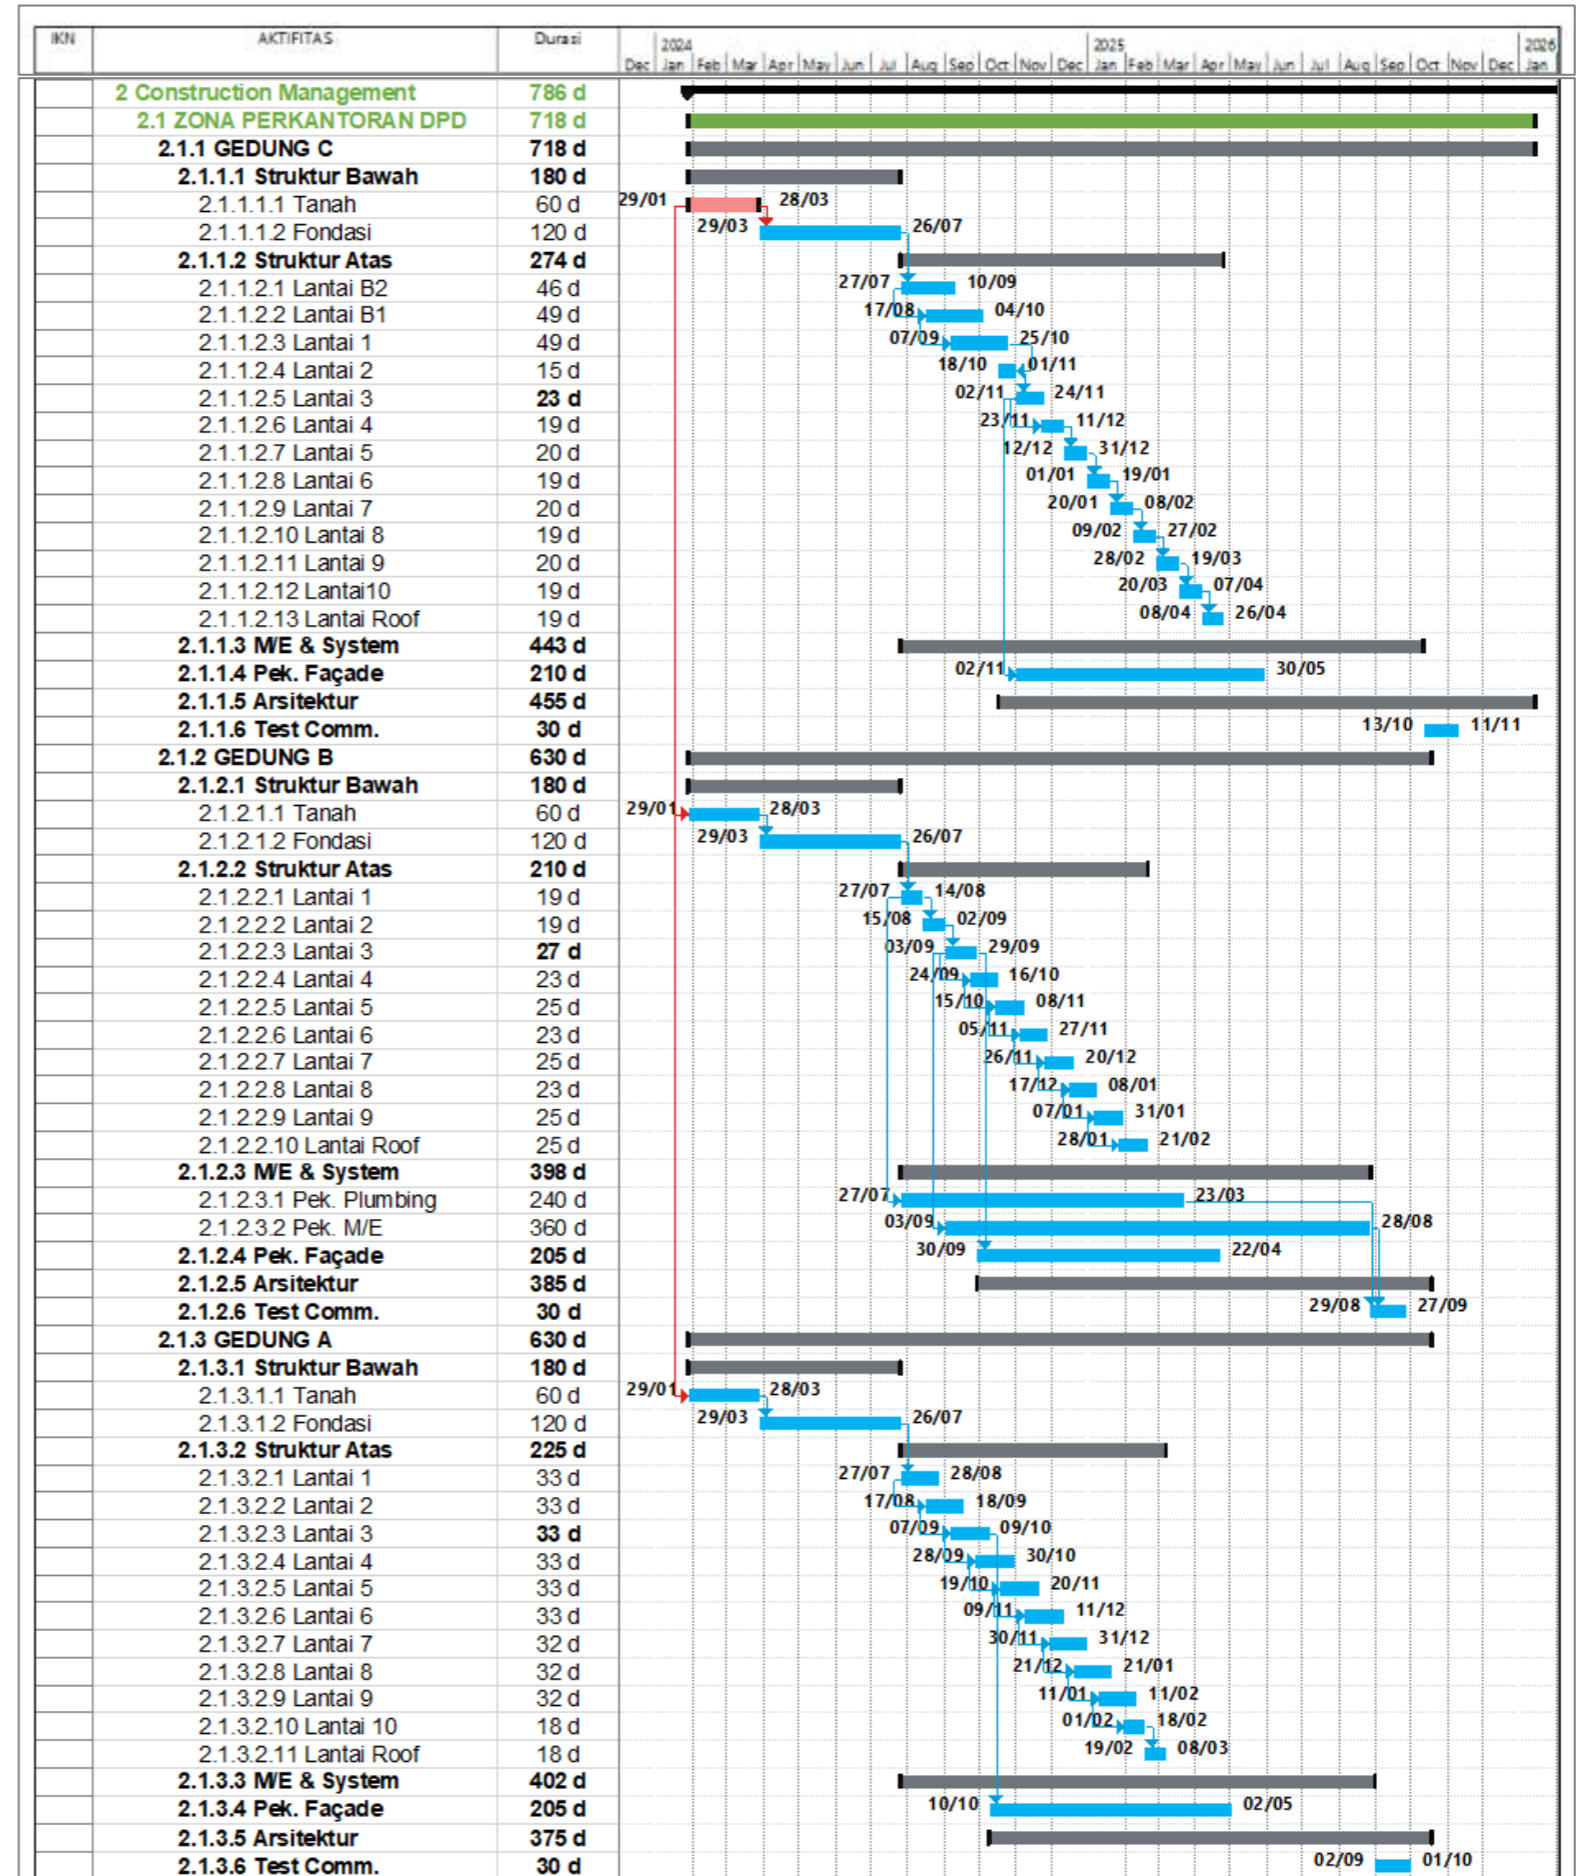 IKN AKTIFITAS Durasi 2024 2025 2026
Dec Jan Feb Mar Apr May Jun Jul Aug Sep Oct Nov Dec Jan Feb Mar Apr May Jun Jul Aug Sep Oct Nov Dec Jan
2 Construction Management 786 d
2.1 ZONA PERKANTORAN DPD 718 d
2.1.1 GEDUNG C 718 d
2.1.1.1 Struktur Bawah 180 d
2.1.1.1.1 Tanah 60 d 29/01 28/03
2.1.1.1.2 Fondasi 120 d 29/03 26/07
2.1.1.2 Struktur Atas 274 d
2.1.1.2.1 Lantai B2 46 d 27/07 10/09
2.1.1.2.2 Lantai B1 49 d 17/08 04/10
2.1.1.2.3 Lantai 1 49 d 07/09 25/10
2.1.1.2.4 Lantai 2 15 d 18/10 01/11
2.1.1.2.5 Lantai 3 23 d 02/11 24/11
2.1.1.2.6 Lantai 4 19 d 23/11 11/12
2.1.1.2.7 Lantai 5 20 d 12/12 31/12
2.1.1.2.8 Lantai 6 19 d 01/01 19/01
2.1.1.2.9 Lantai 7 20 d 20/01 08/02
2.1.1.2.10 Lantai 8 19 d 09/02 27/02
2.1.1.2.11 Lantai 9 20 d 28/02 19/03
2.1.1.2.12 Lantai10 19 d 20/03 07/04
2.1.1.2.13 Lantai Roof 19 d 08/04 26/04
2.1.1.3 M/E & System 443 d
2.1.1.4 Pek. Façade 210 d 02/11 30/05
2.1.1.5 Arsitektur 455 d
2.1.1.6 Test Comm. 30 d 13/10 11/11
2.1.2 GEDUNG B 630 d
2.1.2.1 Struktur Bawah 180 d
2.1.2.1.1 Tanah 60 d 29/01 28/03
2.1.2.1.2 Fondasi 120 d 29/03 26/07
2.1.2.2 Struktur Atas 210 d
2.1.2.2.1 Lantai 1 19 d 27/07 14/08
2.1.2.2.2 Lantai 2 19 d 15/08 02/09
2.1.2.2.3 Lantai 3 27 d 03/09 29/09
2.1.2.2.4 Lantai 4 23 d 24/09 16/10
2.1.2.2.5 Lantai 5 25 d 15/10 08/11
2.1.2.2.6 Lantai 6 23 d 05/11 27/11
2.1.2.2.7 Lantai 7 25 d 26/11 20/12
2.1.2.2.8 Lantai 8 23 d 17/12 08/01
2.1.2.2.9 Lantai 9 25 d 07/01 31/01
2.1.2.2.10 Lantai Roof 25 d 28/01 21/02
2.1.2.3 M/E & System 398 d
2.1.2.3.1 Pek. Plumbing 240 d 27/07 23/03
2.1.2.3.2 Pek. M/E 360 d 03/09 28/08
2.1.2.4 Pek. Façade 205 d 30/09 22/04
2.1.2.5 Arsitektur 385 d
2.1.2.6 Test Comm. 30 d 29/08 27/09
2.1.3 GEDUNG A 630 d
2.1.3.1 Struktur Bawah 180 d
2.1.3.1.1 Tanah 60 d 29/01 28/03
2.1.3.1.2 Fondasi 120 d 29/03 26/07
2.1.3.2 Struktur Atas 225 d
2.1.3.2.1 Lantai 1 33 d 27/07 28/08
2.1.3.2.2 Lantai 2 33 d 17/08 18/09
2.1.3.2.3 Lantai 3 33 d 07/09 09/10
2.1.3.2.4 Lantai 4 33 d 28/09 30/10
2.1.3.2.5 Lantai 5 33 d 19/10 20/11
2.1.3.2.6 Lantai 6 33 d 09/11 11/12
2.1.3.2.7 Lantai 7 32 d 30/11 31/12
2.1.3.2.8 Lantai 8 32 d 21/12 21/01
2.1.3.2.9 Lantai 9 32 d 11/01 11/02
2.1.3.2.10 Lantai 10 18 d 01/02 18/02
2.1.3.2.11 Lantai Roof 18 d 19/02 08/03
2.1.3.3 M/E & System 402 d
2.1.3.4 Pek. Façade 205 d 10/10 02/05
2.1.3.5 Arsitektur 375 d
2.1.3.6 Test Comm. 30 d 02/09 01/10